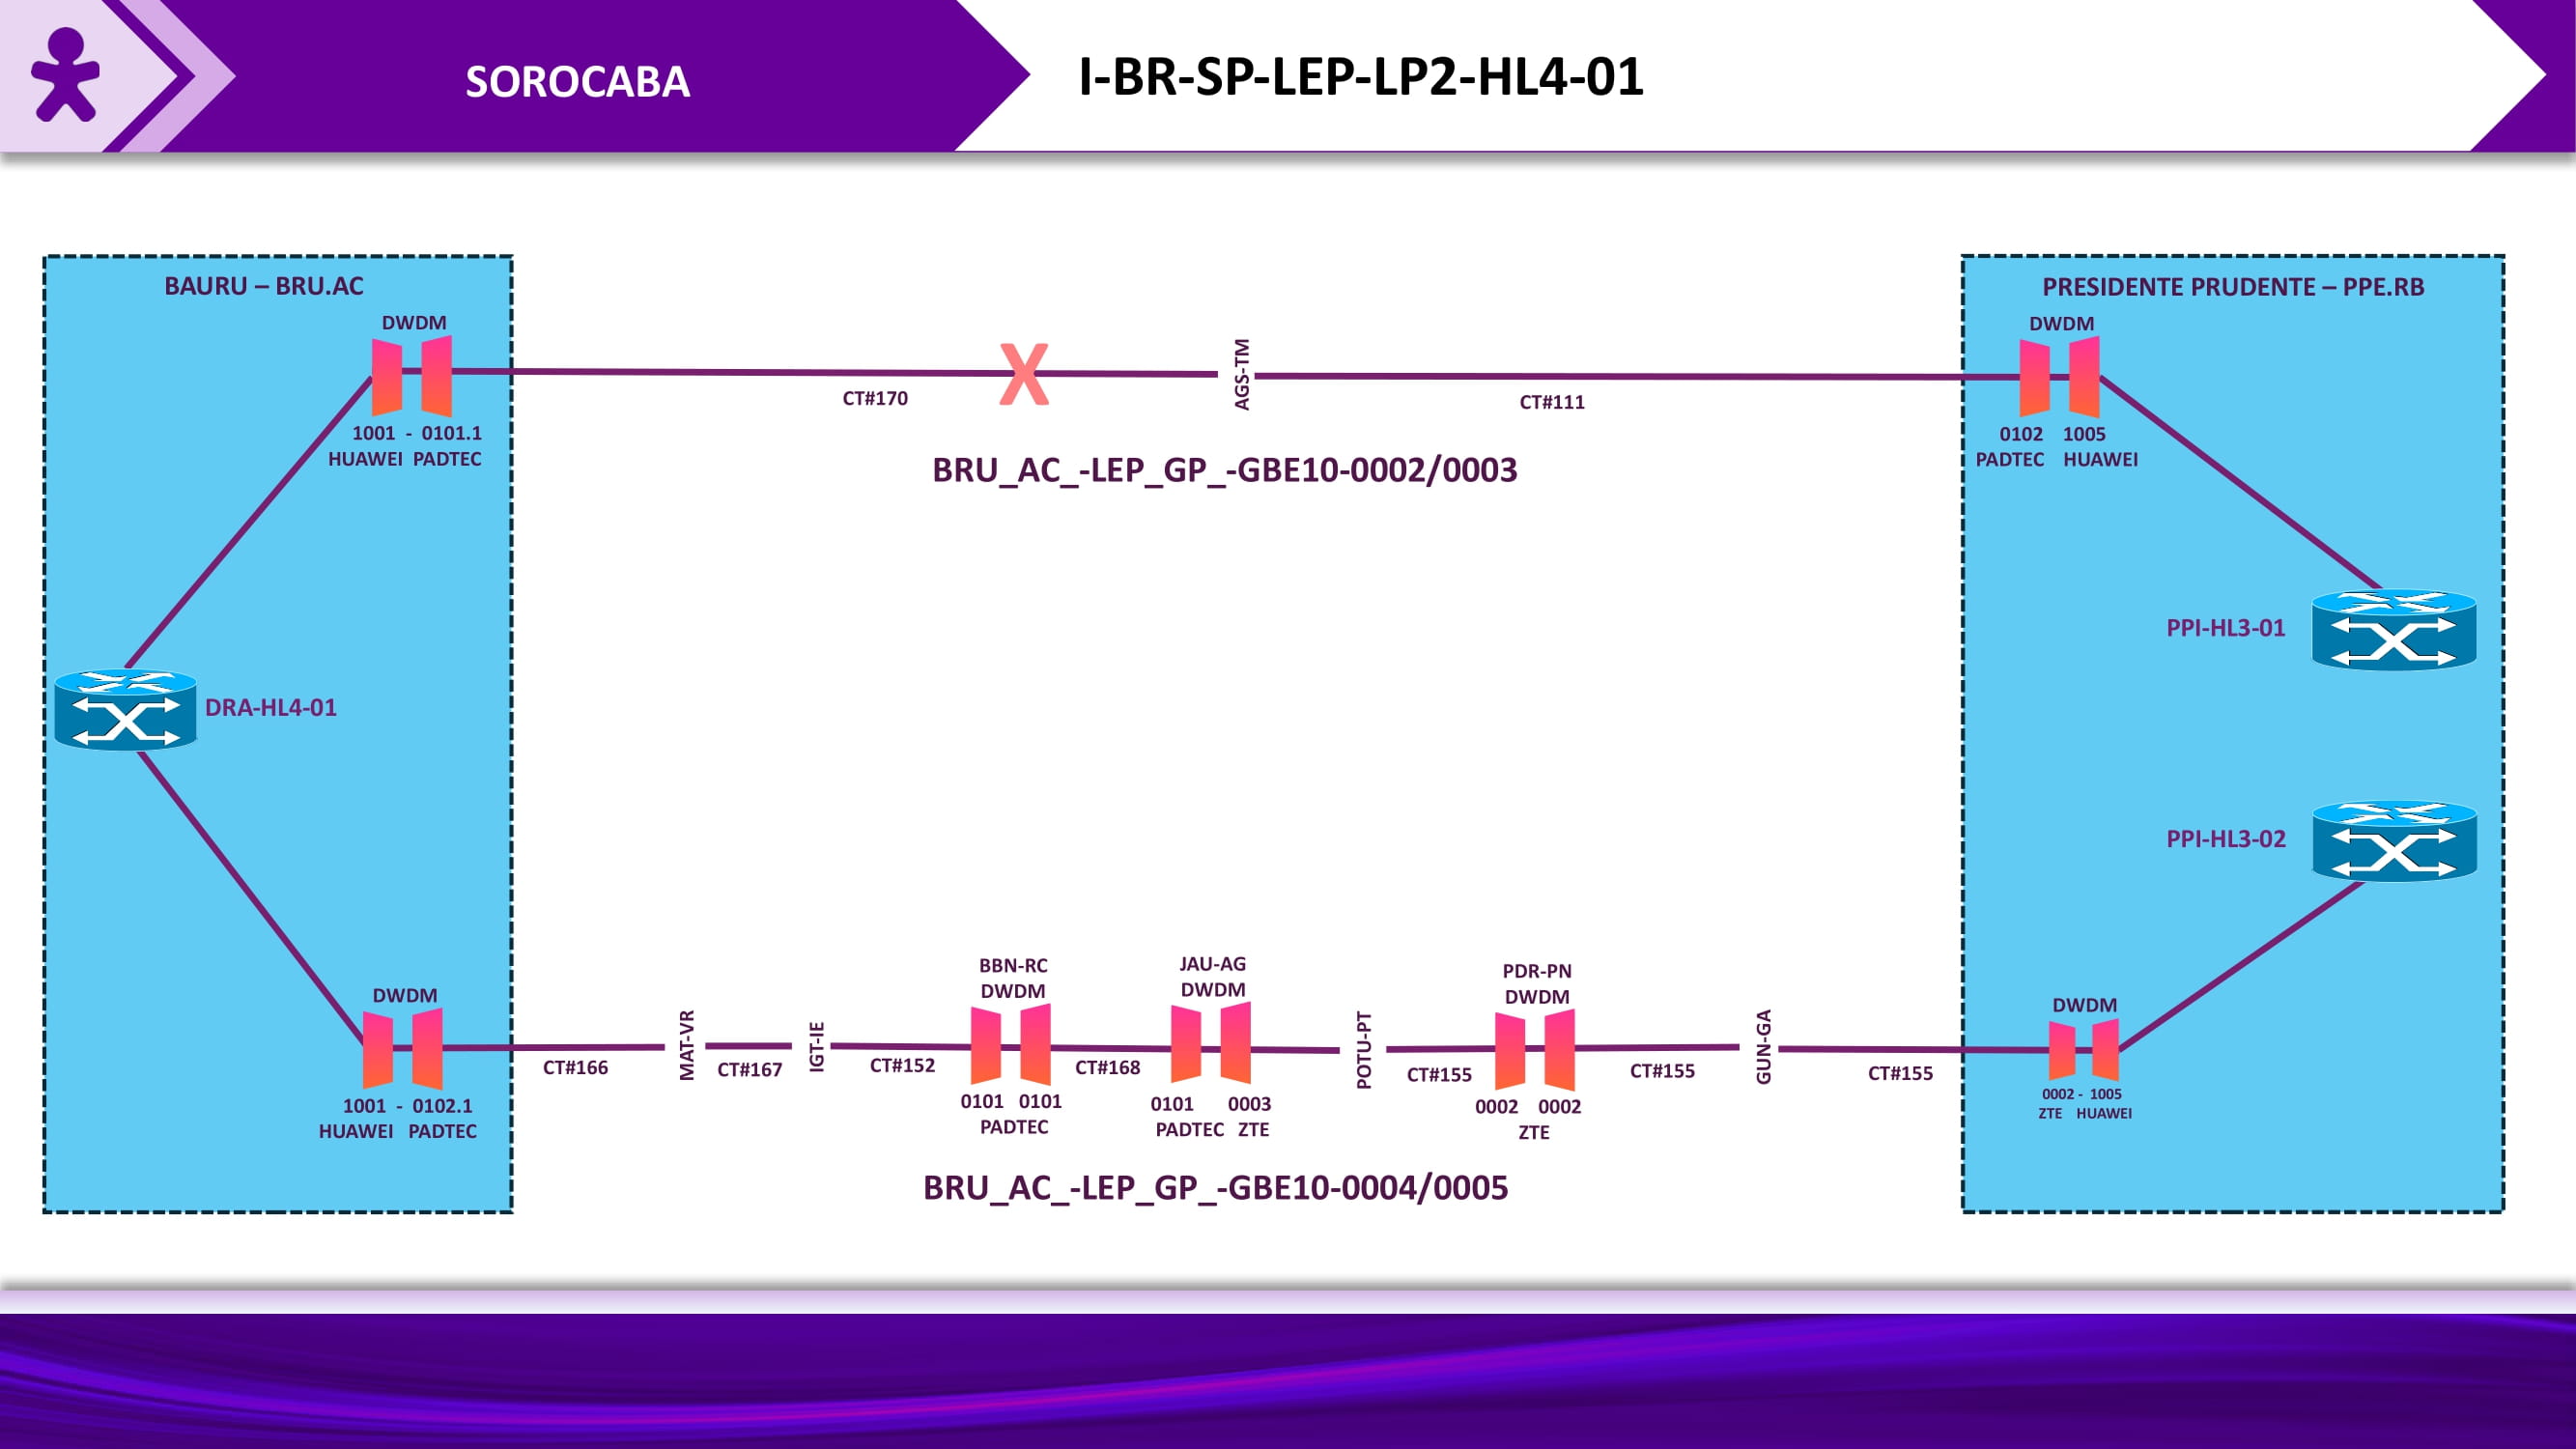 SOROCABA
I-BR-SP-LEP-LP2-HL4-01
BAURU – BRU.AC
DWDM
1001 - 0101.1
HUAWEI PADTEC
CT#170
X
AGS-TM
CT#111
BRU_AC_-LEP_GP_-GBE10-0002/0003
PRESIDENTE PRUDENTE – PPE.RB
DWDM
0102 1005
PADTEC HUAWEI
PPI-HL3-01
DRA-HL4-01
PPI-HL3-02
DWDM
1001 - 0102.1
HUAWEI PADTEC
CT#166
MAT-VR
CT#167
IGT-IE
CT#152
BBN-RC
DWDM
0101 0101
PADTEC
CT#168
JAU-AG
DWDM
0101 0003
PADTEC ZTE
POTU-PT
CT#155
PDR-PN
DWDM
0002 0002
ZTE
CT#155
GUN-GA
CT#155
DWDM
0002 - 1005
ZTE HUAWEI
BRU_AC_-LEP_GP_-GBE10-0004/0005